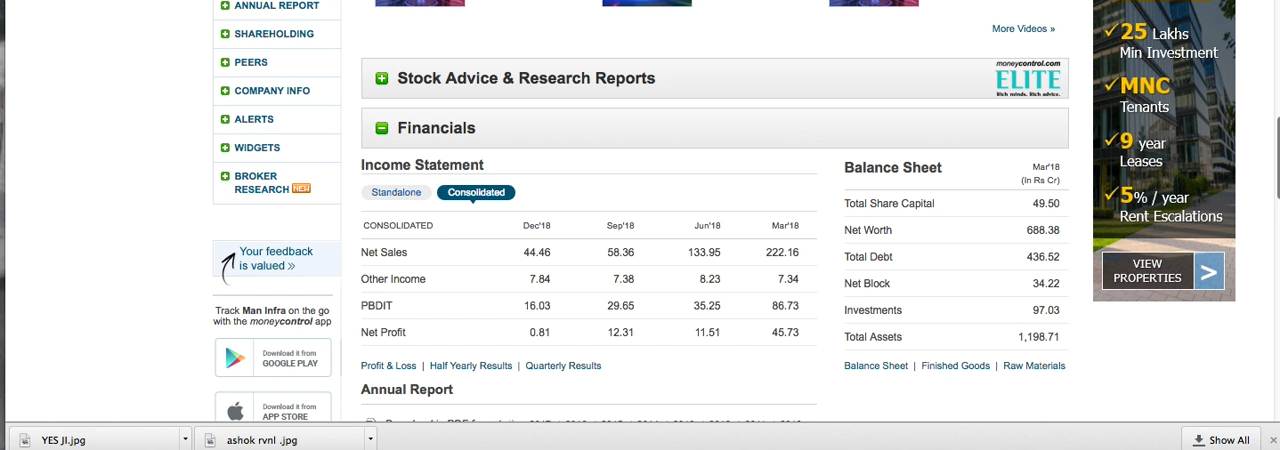 ANNUAL REPORT
SHAREHOLDING
PEERS
COMPANY INFO
ALERTS
WIDGETS
BROKER
RESEARCH NEW
Your feedback
is valued »
Track Man Infra on the go
with the moneycontrol app
Download it from
GOOGLE PLAY
Download it from
APP STORE
More Videos »
Stock Advice & Research Reports
moneycontrol.com
ELITE
Rich minds. Rich advice.
Financials
Income Statement
Standalone Consolidated
CONSOLIDATED Dec'18 Sep'18 Jun'18 Mar'18
Net Sales 44.46 58.36 133.95 222.16
Other Income 7.84 7.38 8.23 7.34
PBDIT 16.03 29.65 35.25 86.73
Net Profit 0.81 12.31 11.51 45.73
Profit & Loss | Half Yearly Results | Quarterly Results
Annual Report
Balance Sheet Mar'18
(In Rs Cr)
Total Share Capital 49.50
Net Worth 688.38
Total Debt 436.52
Net Block 34.22
Investments 97.03
Total Assets 1,198.71
Balance Sheet | Finished Goods | Raw Materials
25 Lakhs
Min Investment
MNC
Tenants
9 year
Leases
5% / year
Rent Escalations
VIEW
PROPERTIES >
YES JI.jpg
ashok rvnl .jpg
Show All